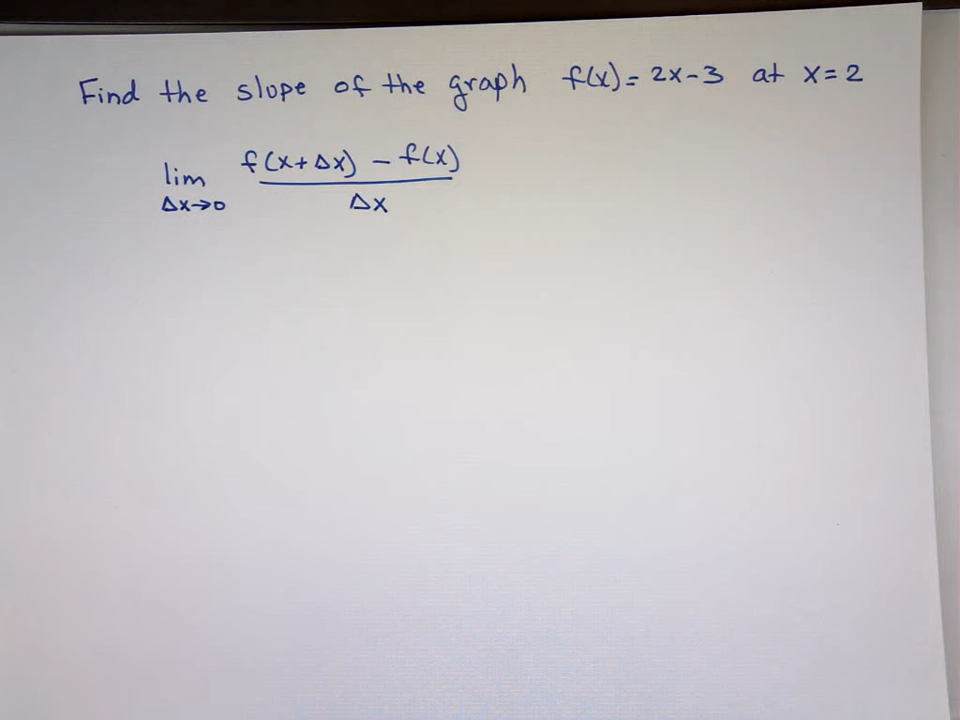 Find the slope of the graph f(x) = 2x-3 at x=2
lim f(x+Δx) - f(x)
Δx→0 Δx